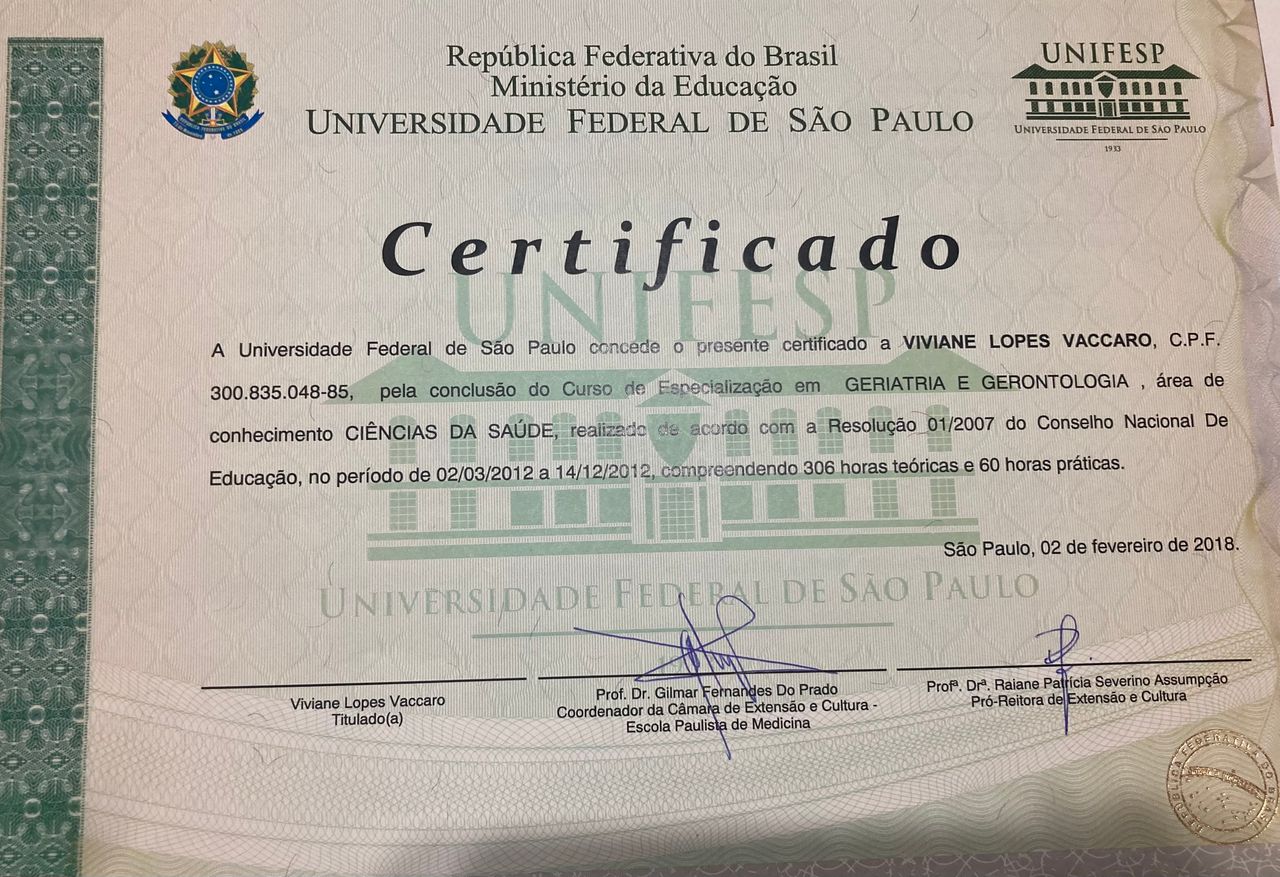 República Federativa do Brasil
Ministério da Educação
UNIVERSIDADE FEDERAL DE SÃO PAULO
UNIFESP
UNIVERSIDADE FEDERAL DE SÃO PAULO
1933
Certificado
UNIFESP
A Universidade Federal de São Paulo concede o presente certificado a VIVIANE LOPES VACCARO, C.P.F.
300.835.048-85, pela conclusão do Curso de Especialização em GERIATRIA E GERONTOLOGIA , área de
conhecimento CIÊNCIAS DA SAÚDE, realizado de acordo com a Resolução 01/2007 do Conselho Nacional De
Educação, no período de 02/03/2012 a 14/12/2012, compreendendo 306 horas teóricas e 60 horas práticas.
São Paulo, 02 de fevereiro de 2018.
UNIVERSIDADE FEDERAL DE SÃO PAULO
Viviane Lopes Vaccaro
Titulado(a)
Prof. Dr. Gilmar Fernandes Do Prado
Coordenador da Câmara de Extensão e Cultura -
Escola Paulista de Medicina
Profª. Drª. Raiane Patrícia Severino Assumpção
Pró-Reitora de Extensão e Cultura
REPÚBLICA FEDERATIVA DO BRASIL